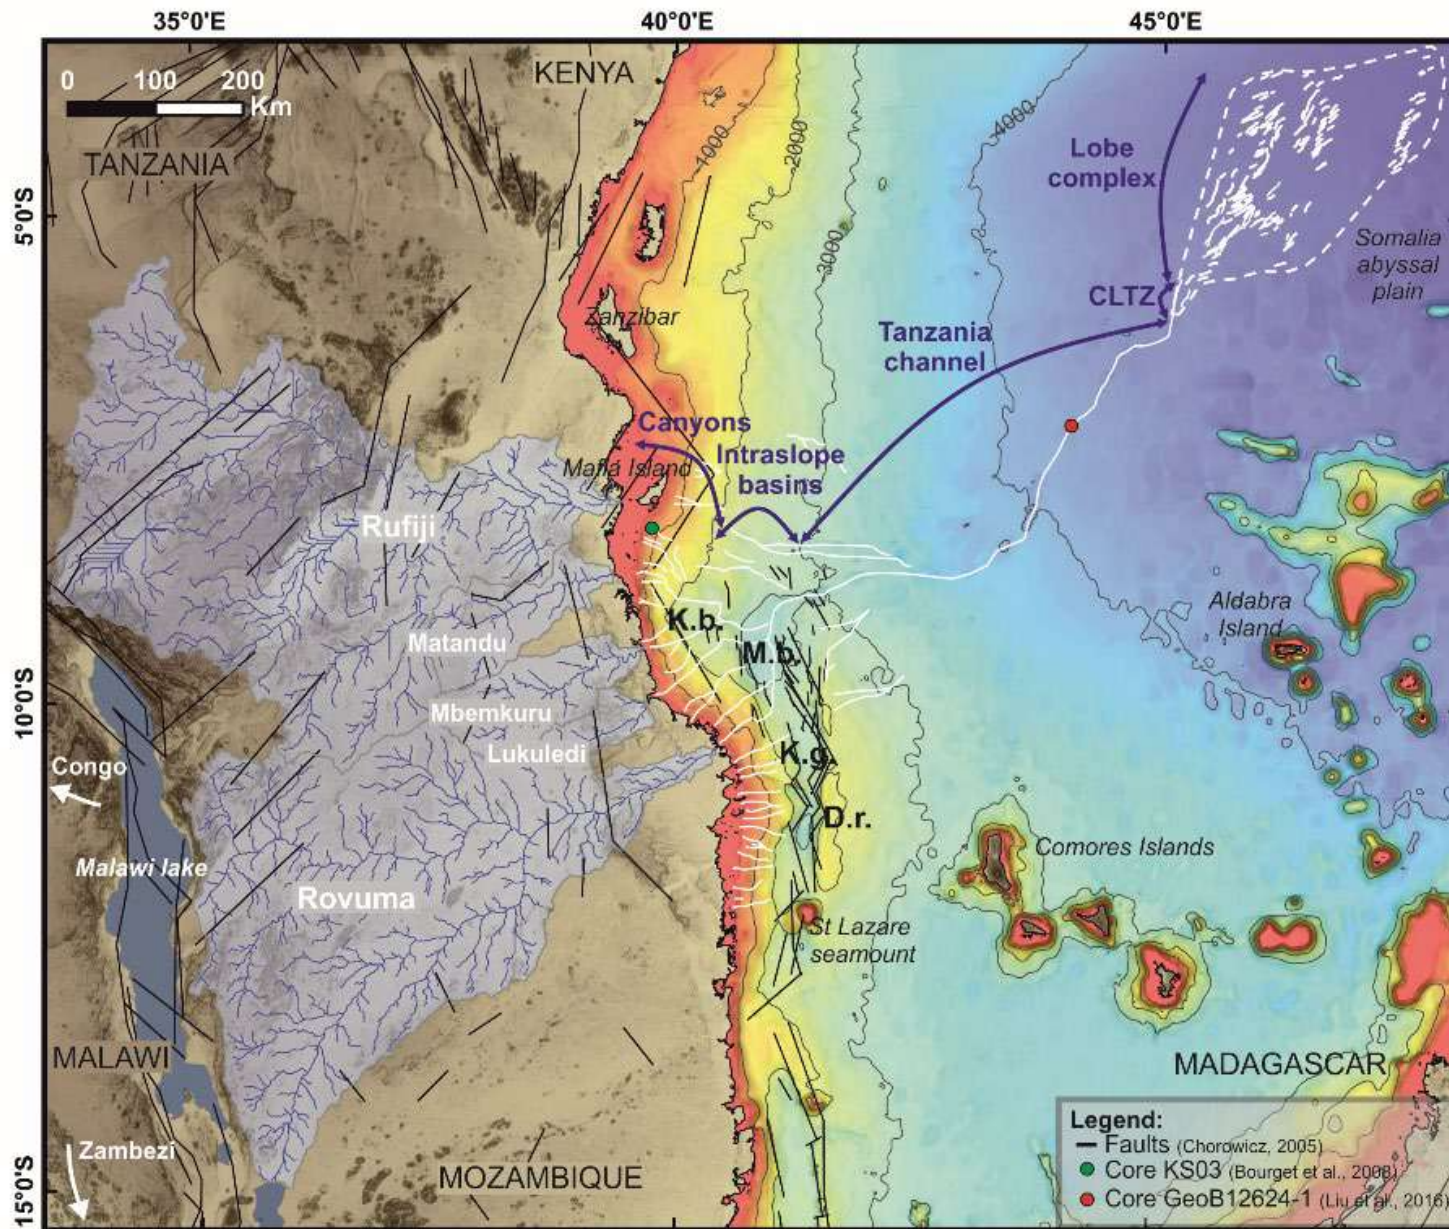 35°0'E
40°0'E
45°0'E
0 100 200
Km
KENYA
TANZANIA
1000
2000
3000
4000
Lobe
complex
5°0'S
Somalia
abyssal
plain
CLTZ
Zanzibar
Tanzania
channel
Canyons
Intraslope
basins
Mafia Island
Rufiji
Aldabra
Island
K.b.
Matandu
M.b.
10°0'S
Mbemkuru
Lukuledi
K.g.
Congo
D.r.
Comores Islands
Malawi lake
Rovuma
St Lazare
seamount
MALAWI
MADAGASCAR
Zambezi
MOZAMBIQUE
15°0'S
Legend:
Faults (Chorowicz, 2005)
Core KS03 (Bourget et al., 2008)
Core GeoB12624-1 (Liu et al., 2016)